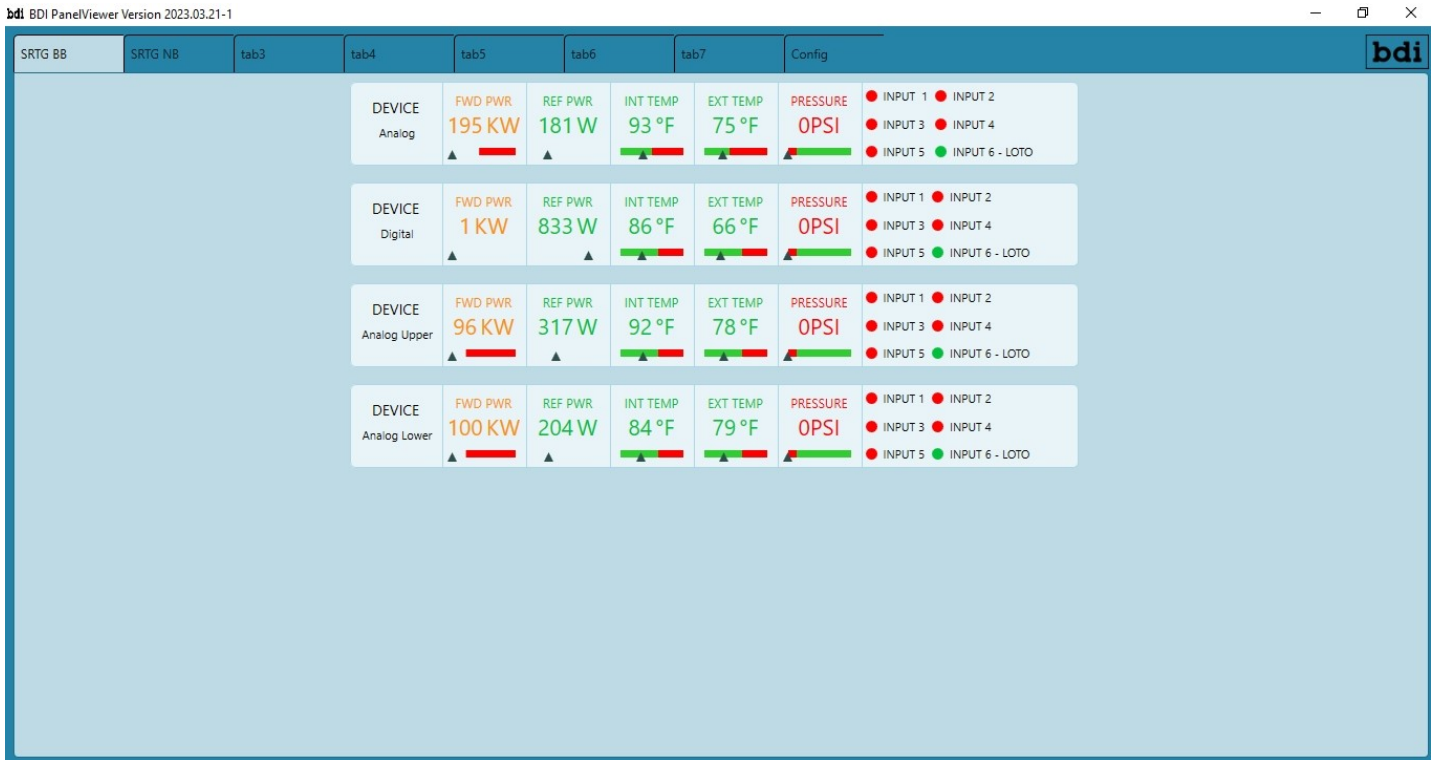 bdi BDI PanelViewer Version 2023.03.21-1
SRTG BB SRTG NB tab3 tab4 tab5 tab6 tab7 Config bdi
DEVICE
Analog
FWD PWR
195 KW
REF PWR
181 W
INT TEMP
93 °F
EXT TEMP
75 °F
PRESSURE
0PSI
INPUT 1 INPUT 2
INPUT 3 INPUT 4
INPUT 5 INPUT 6 - LOTO
DEVICE
Digital
FWD PWR
1 KW
REF PWR
833 W
INT TEMP
86 °F
EXT TEMP
66 °F
PRESSURE
0PSI
INPUT 1 INPUT 2
INPUT 3 INPUT 4
INPUT 5 INPUT 6 - LOTO
DEVICE
Analog Upper
FWD PWR
96 KW
REF PWR
317 W
INT TEMP
92 °F
EXT TEMP
78 °F
PRESSURE
0PSI
INPUT 1 INPUT 2
INPUT 3 INPUT 4
INPUT 5 INPUT 6 - LOTO
DEVICE
Analog Lower
FWD PWR
100 KW
REF PWR
204 W
INT TEMP
84 °F
EXT TEMP
79 °F
PRESSURE
0PSI
INPUT 1 INPUT 2
INPUT 3 INPUT 4
INPUT 5 INPUT 6 - LOTO